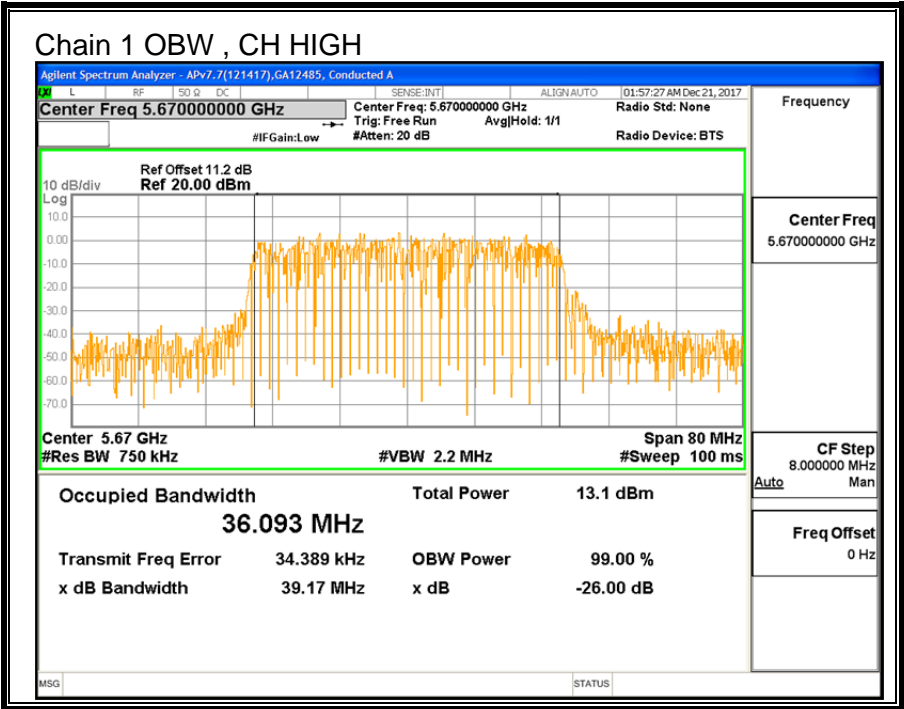 Chain 1 OBW , CH HIGH
Agilent Spectrum Analyzer - APv7.7(121417),GA12485, Conducted A
L RF 50 Ω DC SENSE:INT ALIGN AUTO 01:57:27 AM Dec 21, 2017
Center Freq 5.670000000 GHz
Center Freq: 5.670000000 GHz
Radio Std: None
Trig: Free Run Avg|Hold: 1/1
#IFGain:Low #Atten: 20 dB Radio Device: BTS
Ref Offset 11.2 dB
10 dB/div Ref 20.00 dBm
Log
10.0
0.00
-10.0
-20.0
-30.0
-40.0
-50.0
-60.0
-70.0
Center 5.67 GHz Span 80 MHz
#Res BW 750 kHz #VBW 2.2 MHz #Sweep 100 ms
Occupied Bandwidth Total Power 13.1 dBm
36.093 MHz
Transmit Freq Error 34.389 kHz OBW Power 99.00 %
x dB Bandwidth 39.17 MHz x dB -26.00 dB
MSG STATUS
Frequency
Center Freq
5.670000000 GHz
CF Step
8.000000 MHz
Auto Man
Freq Offset
0 Hz